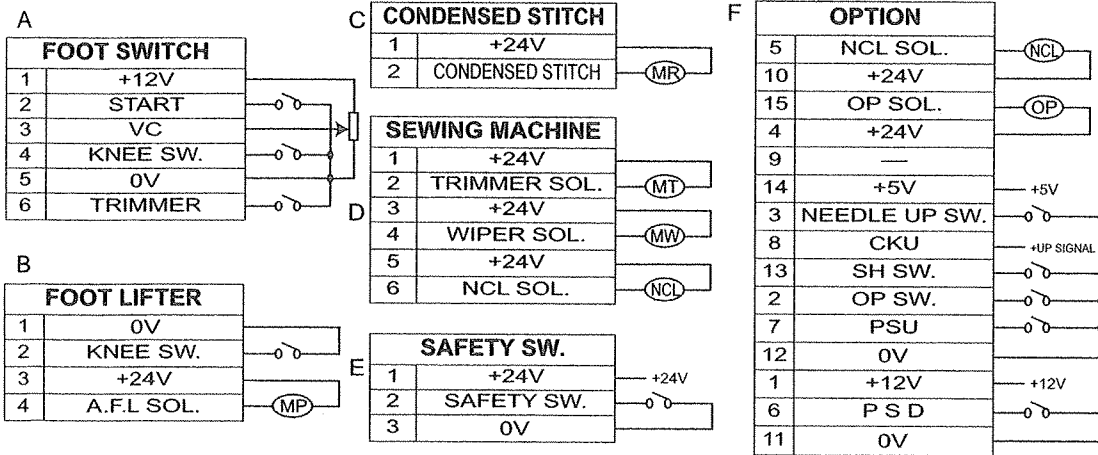 A
FOOT SWITCH
1 +12V
2 START
3 VC
4 KNEE SW.
5 0V
6 TRIMMER
B
FOOT LIFTER
1 0V
2 KNEE SW.
3 +24V
4 A.F.L SOL. MP
C
CONDENSED STITCH
1 +24V
2 CONDENSED STITCH MR
D
SEWING MACHINE
1 +24V
2 TRIMMER SOL. MT
3 +24V
4 WIPER SOL. MW
5 +24V
6 NCL SOL. NCL
E
SAFETY SW.
1 +24V +24V
2 SAFETY SW.
3 0V
F
OPTION
5 NCL SOL. NCL
10 +24V
15 OP SOL. OP
4 +24V
9 —
14 +5V +5V
3 NEEDLE UP SW.
8 CKU +UP SIGNAL
13 SH SW.
2 OP SW.
7 PSU
12 0V
1 +12V +12V
6 P S D
11 0V